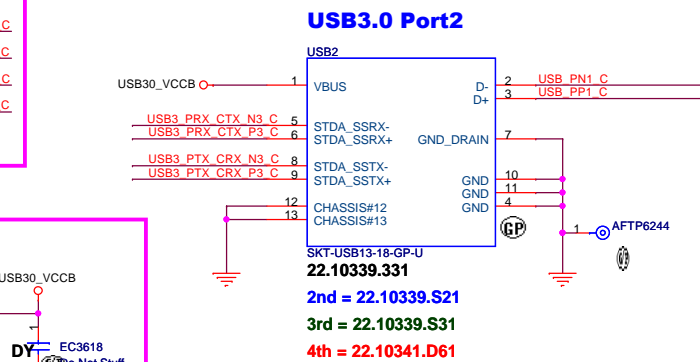 USB3.0 Port2
C
C
C
C
USB2
USB30_VCCB
1
VBUS
D-
2
USB_PN1_C
D+
3
USB_PP1_C
USB3_PRX_CTX_N3_C
5
STDA_SSRX-
USB3_PRX_CTX_P3_C
6
STDA_SSRX+
GND_DRAIN
7
USB3_PTX_CRX_N3_C
8
STDA_SSTX-
USB3_PTX_CRX_P3_C
9
STDA_SSTX+
GND
10
GND
11
GND
4
12
CHASSIS#12
13
CHASSIS#13
GP
1
AFTP6244
SKT-USB13-18-GP-U
22.10339.331
2nd = 22.10339.S21
3rd = 22.10339.S31
4th = 22.10341.D61
USB30_VCCB
1
DY
EC3618